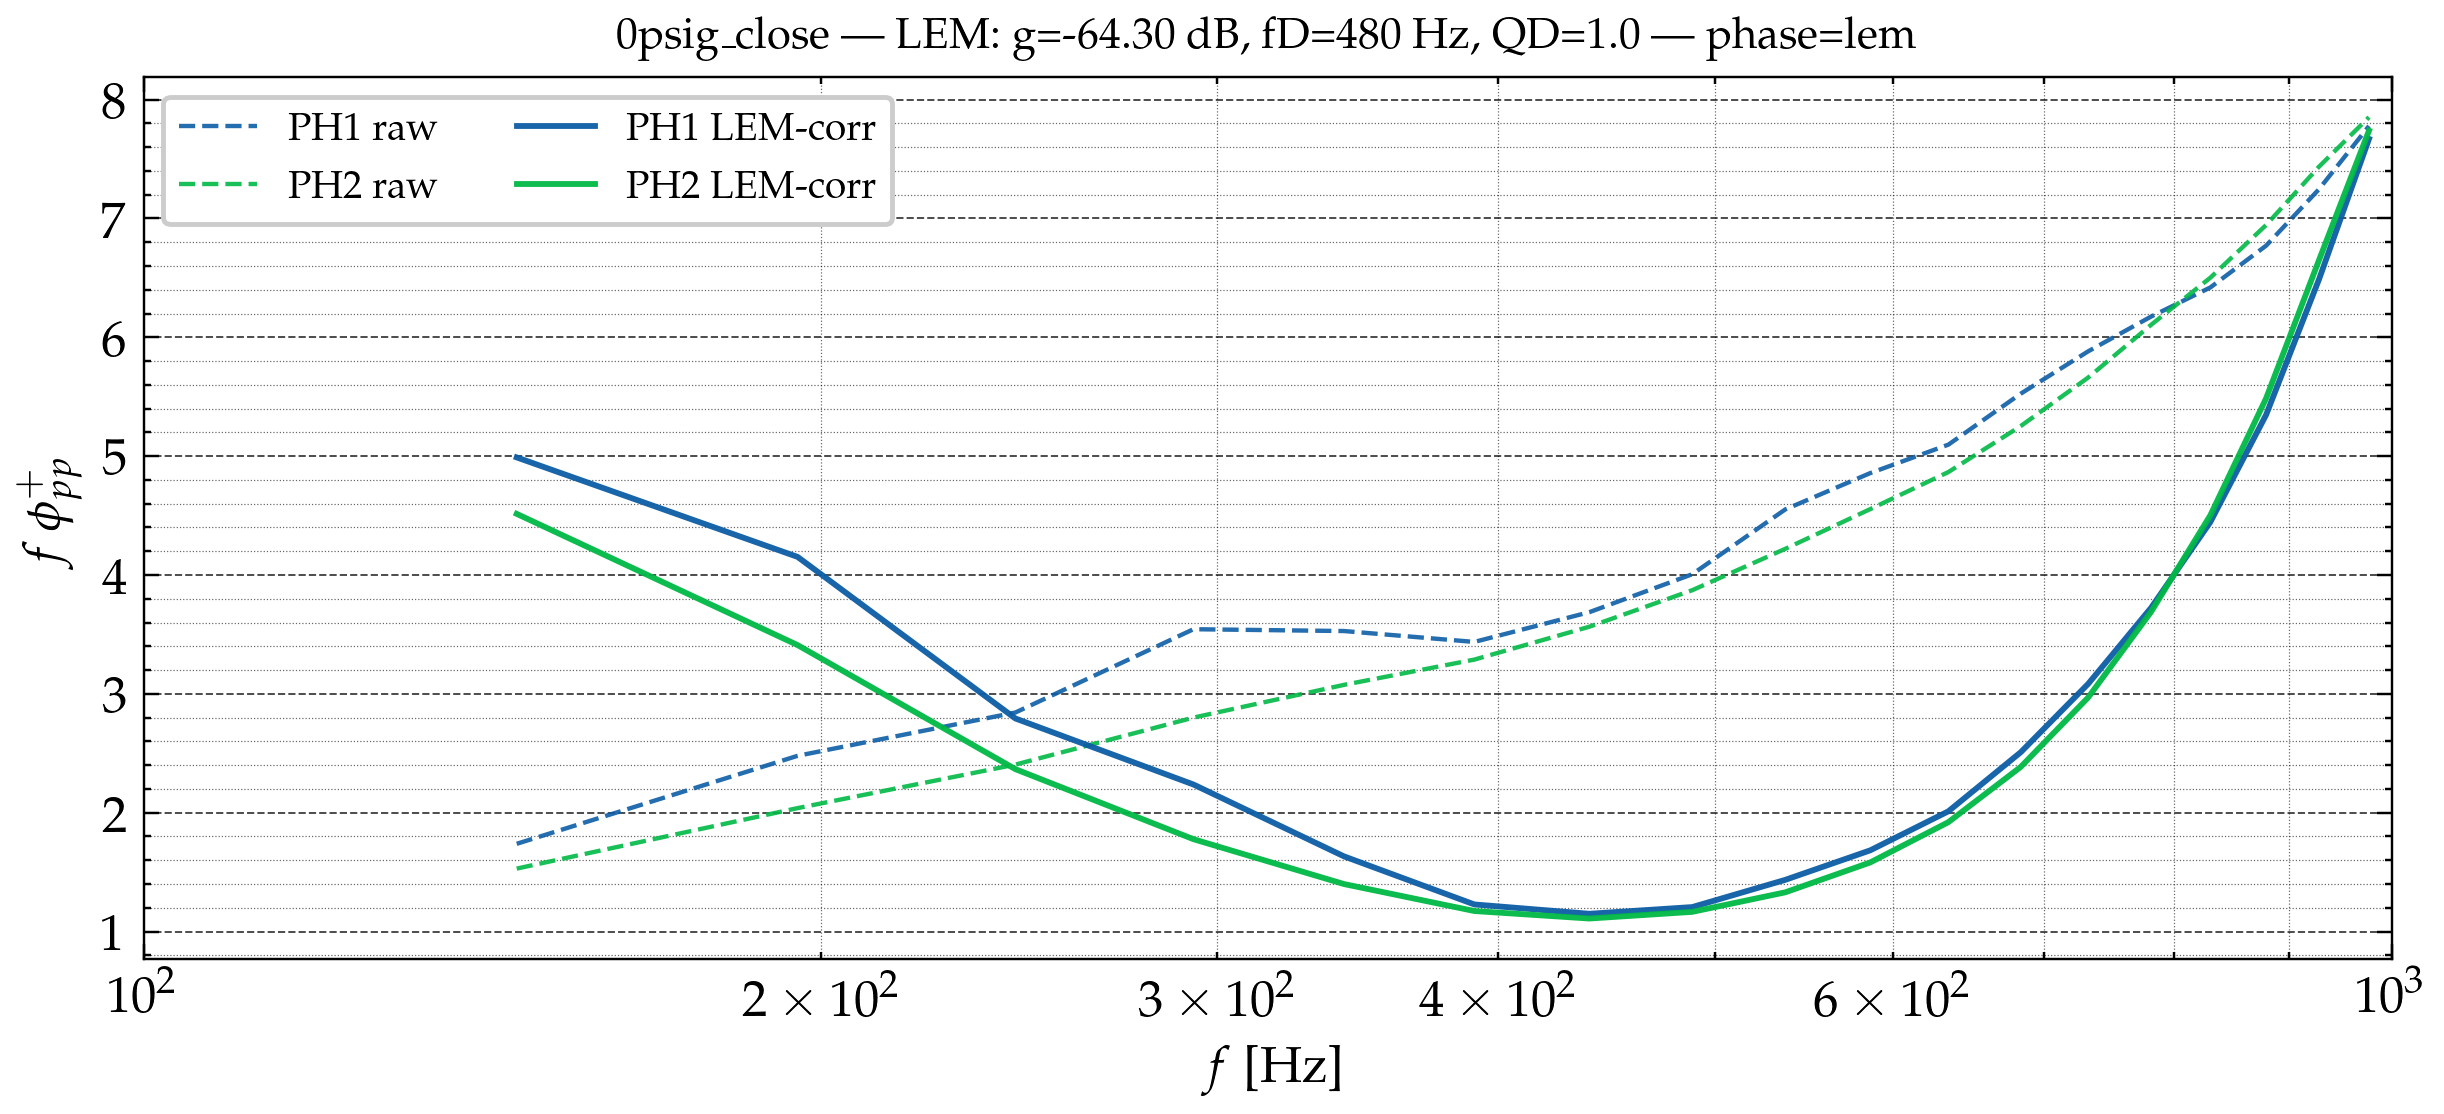 0psig_close — LEM: g=-64.30 dB, fD=480 Hz, QD=1.0 — phase=lem
PH1 raw
PH2 raw
PH1 LEM-corr
PH2 LEM-corr
8
7
6
5
4
3
2
1
f ϕ⁺pp
10² 2 × 10² 3 × 10² 4 × 10² 6 × 10² 10³
f [Hz]